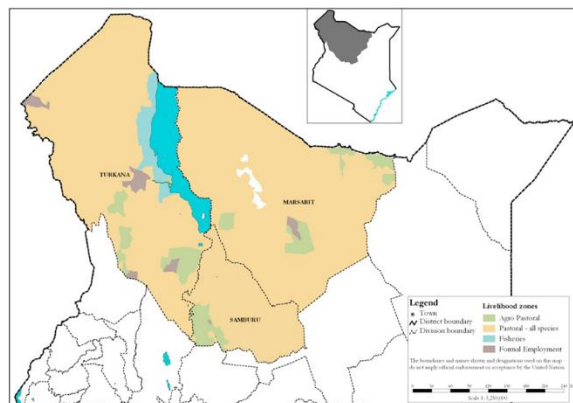 TURKANA
MARSABIT
SAMBURU
Legend
Town
District boundary
Division boundary
Livelihood zones
Agro Pastoral
Pastoral - all species
Fisheries
Formal Employment
The boundaries and names shown and designations used on this map
do not imply official endorsement or acceptance by the United Nation.